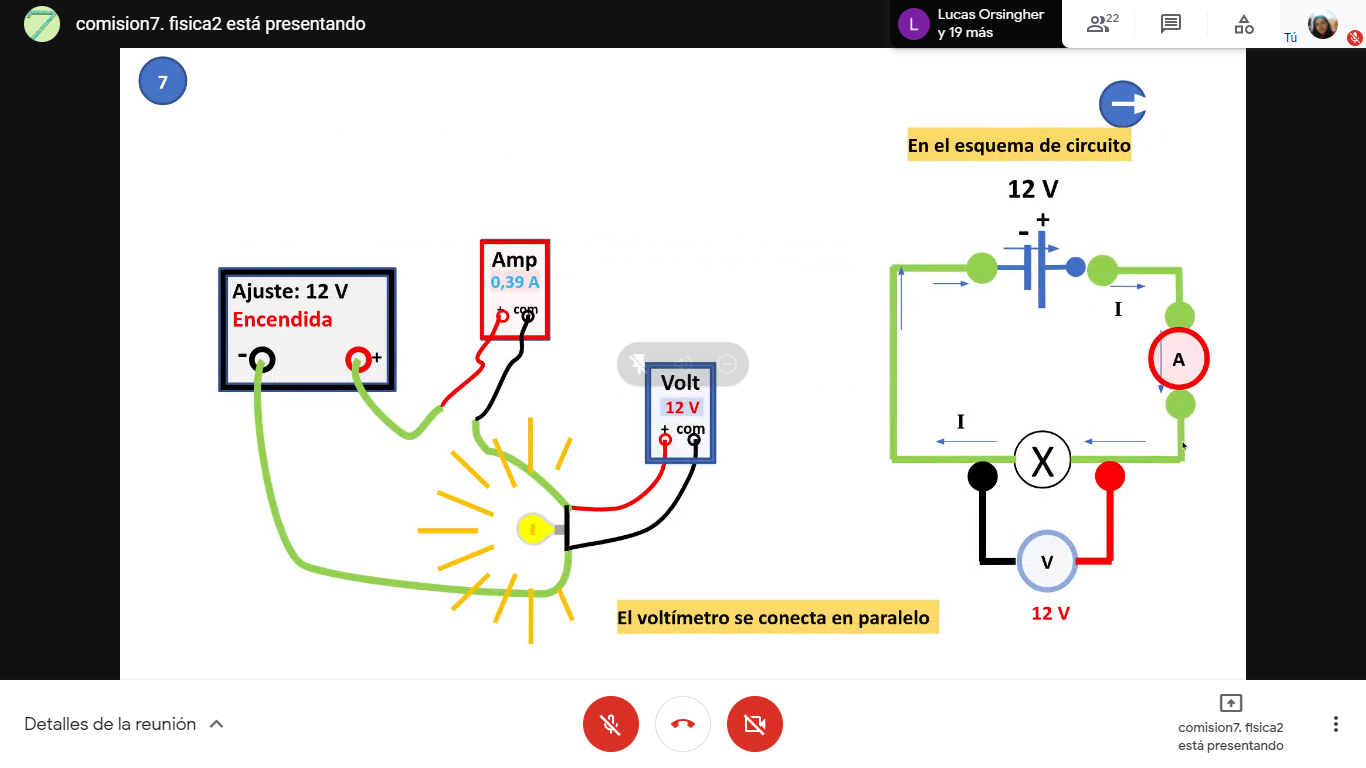 comision7. fisica2 está presentando
L
Lucas Orsingher
y 19 más
22
Tú
7
En el esquema de circuito
12 V
- +
Ajuste: 12 V
Encendida
- +
Amp
0,39 A
+ com
Volt
12 V
+ com
I
A
I
X
V
12 V
El voltímetro se conecta en paralelo
Detalles de la reunión
comision7. fisica2
está presentando